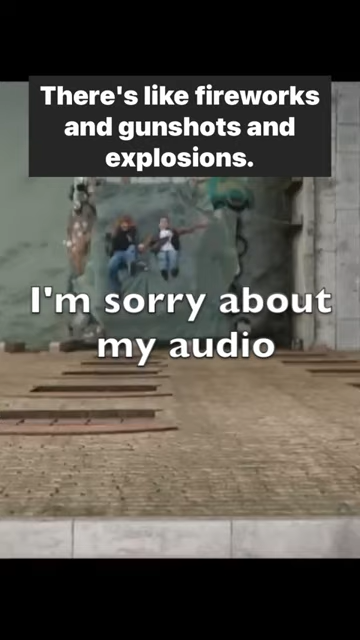 There's like fireworks
and gunshots and
explosions.
I'm sorry about
my audio